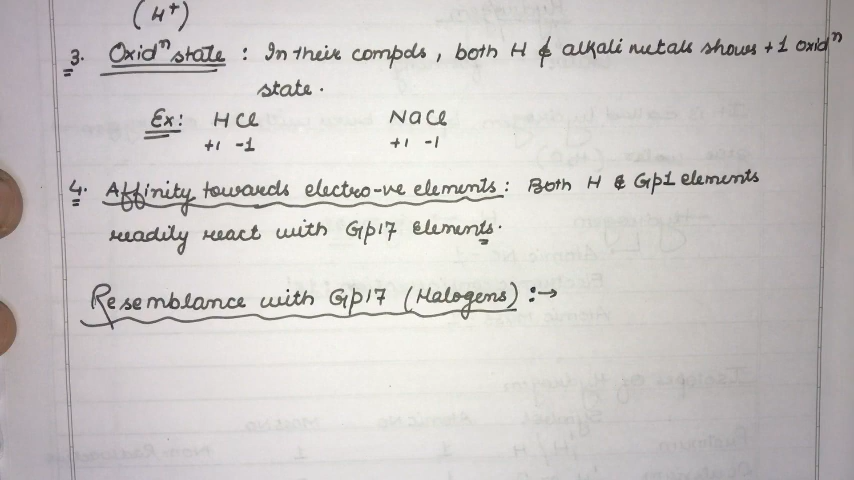 (H+)
3. Oxidⁿ state : In their compds, both H & alkali metals shows +1 oxidⁿ
state.
Ex: HCl NaCl
+1 -1 +1 -1
4. Affinity towards electro-ve elements : Both H & Gp1 elements
readily react with Gp17 elements.
Resemblance with Gp17 (Halogens) :→